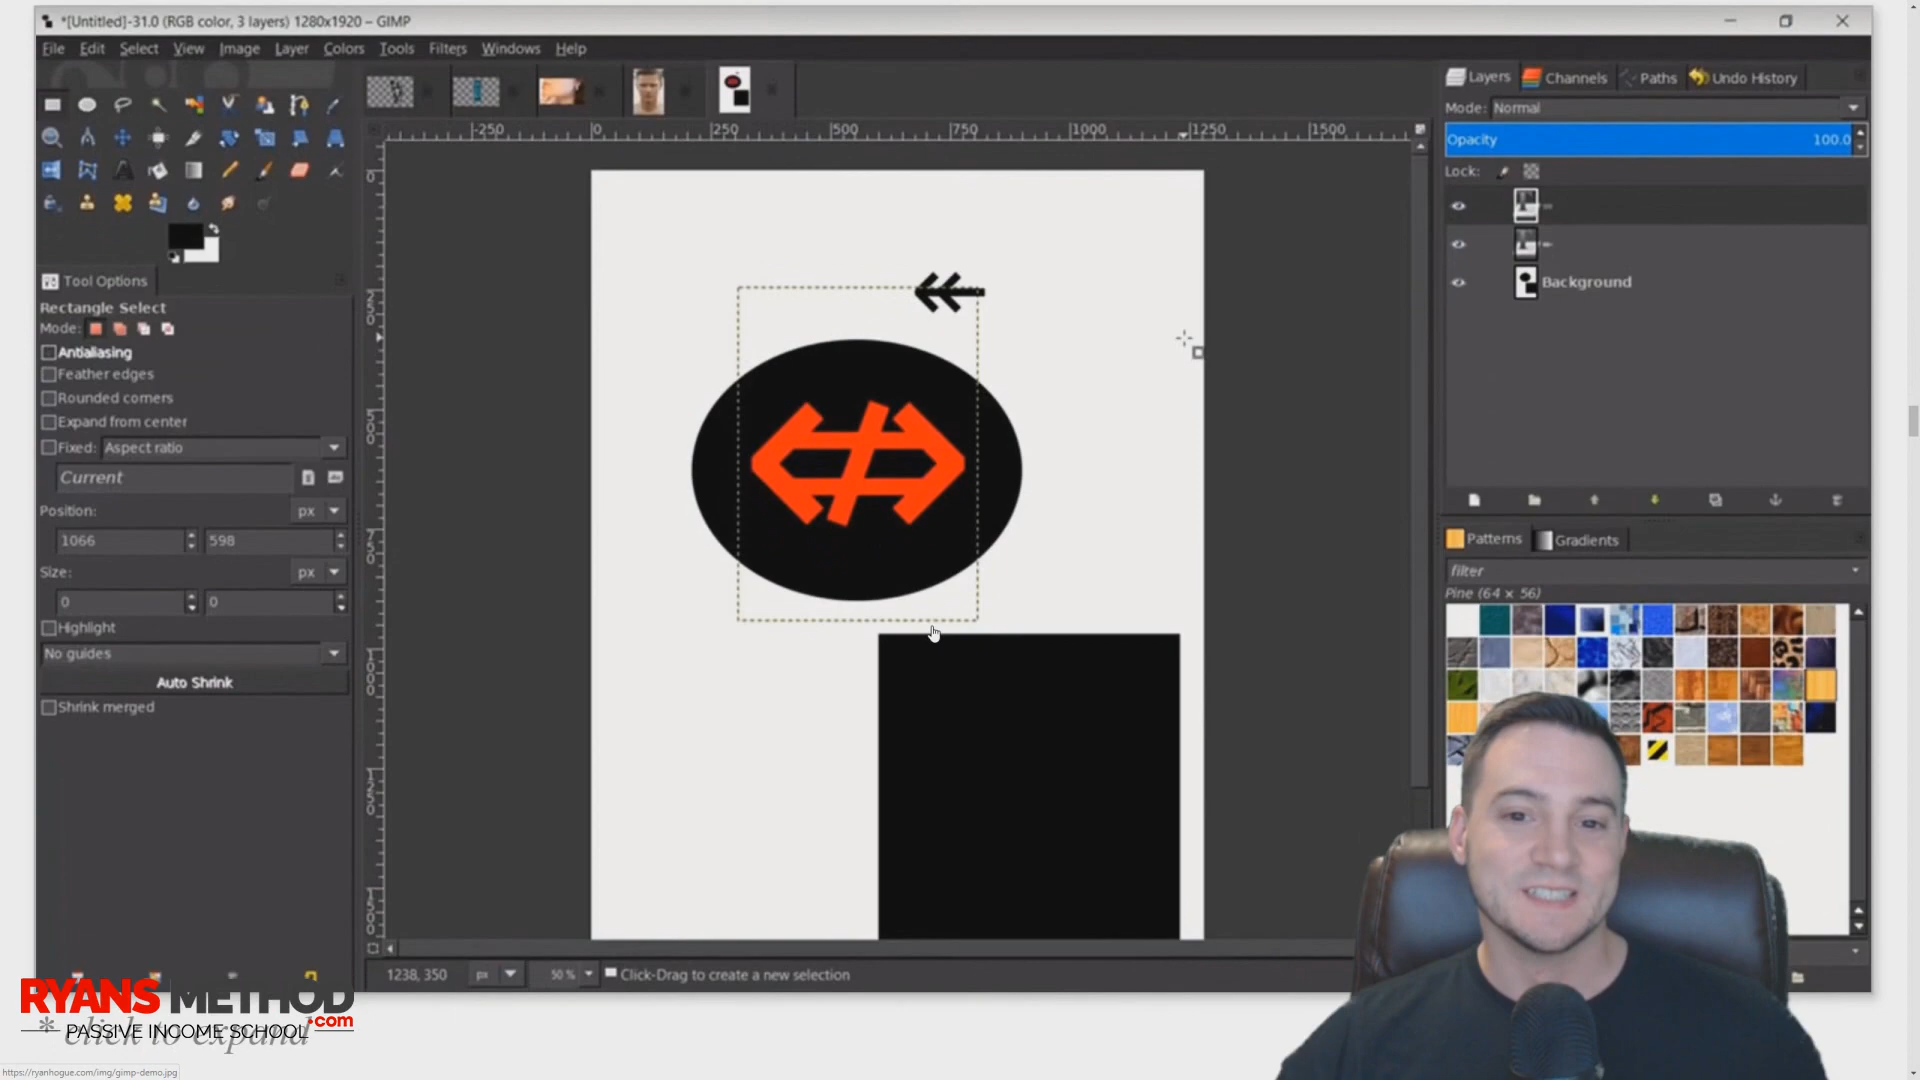 *[Untitled]-31.0 (RGB color, 3 layers) 1280x1920 – GIMP
File Edit Select View Image Layer Colors Tools Filters Windows Help
Layers Channels Paths Undo History
Mode: Normal
Opacity 100.0
Lock:
Background
-250 0 250 500 750 1000 1250 1500
Tool Options
Rectangle Select
Mode:
Antialiasing
Feather edges
Rounded corners
Expand from center
Fixed: Aspect ratio
Current
Position: px
1066 598
Size: px
0 0
Highlight
No guides
Auto Shrink
Shrink merged
Patterns Gradients
filter
Pine (64 × 56)
1238, 350 px 50 % Click-Drag to create a new selection
RYANS METHOD
.com
PASSIVE INCOME SCHOOL
* click to expand
https://ryanhogue.com/img/gimp-demo.jpg